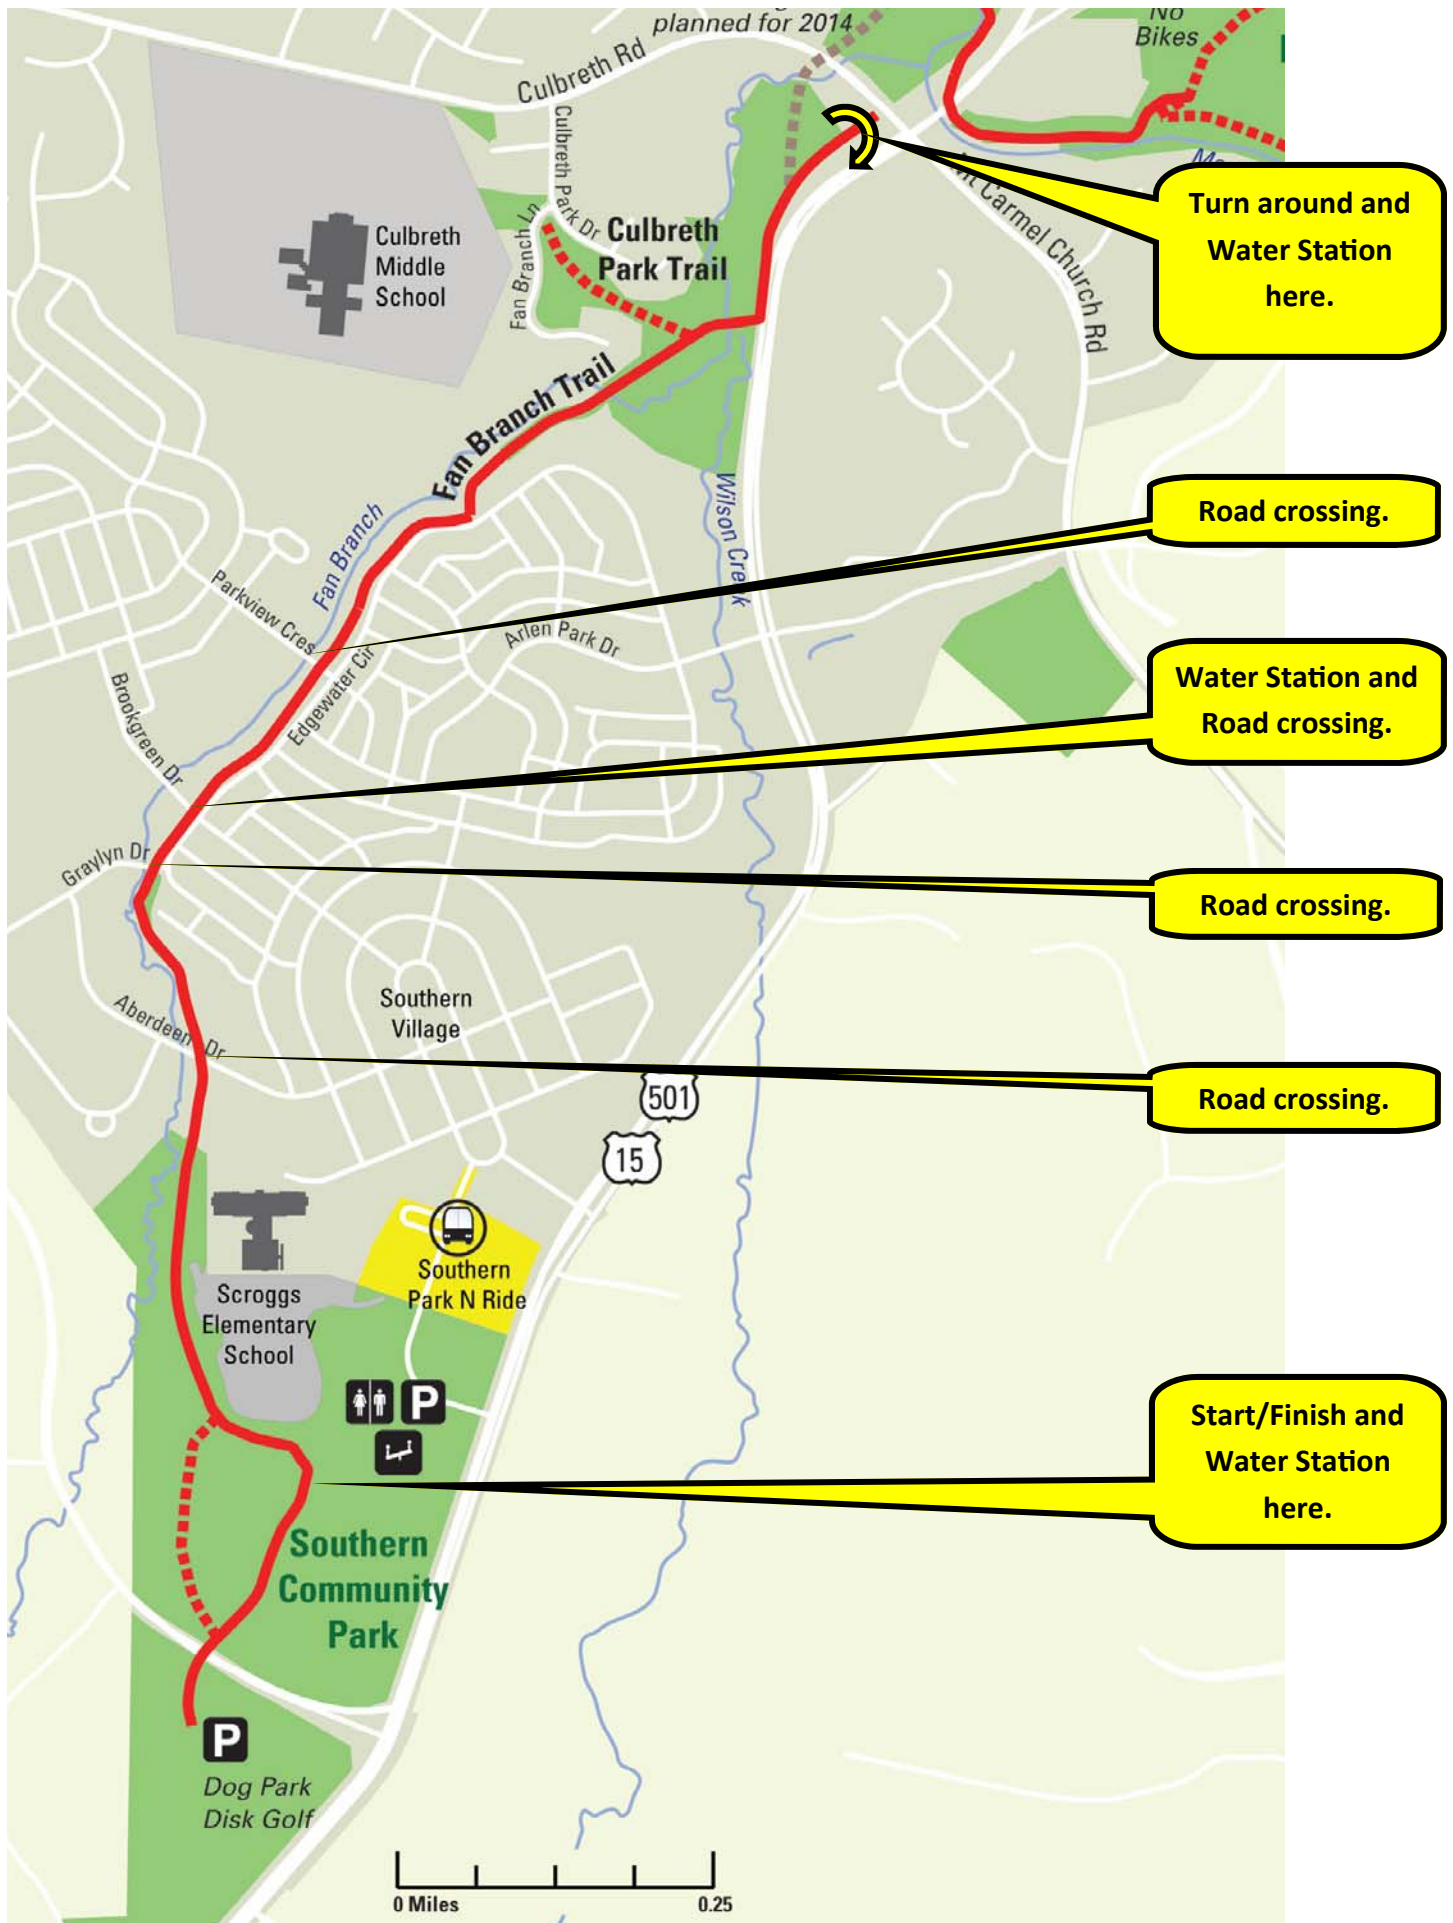 planned for 2014
No
Bikes
Culbreth Rd
Culbreth Park Dr
Mt Carmel Church Rd
Turn around and
Water Station
here.
Culbreth
Middle
School
Fan Branch Ln
Culbreth
Park Trail
Fan Branch Trail
Road crossing.
Fan Branch
Wilson Creek
Parkview Cres
Arlen Park Dr
Edgewater Cir
Water Station and
Road crossing.
Brookgreen Dr
Graylyn Dr
Road crossing.
Southern
Village
Aberdeen Dr
Road crossing.
501
15
Southern
Park N Ride
Scroggs
Elementary
School
P
Start/Finish and
Water Station
here.
Southern
Community
Park
P
Dog Park
Disk Golf
0 Miles
0.25